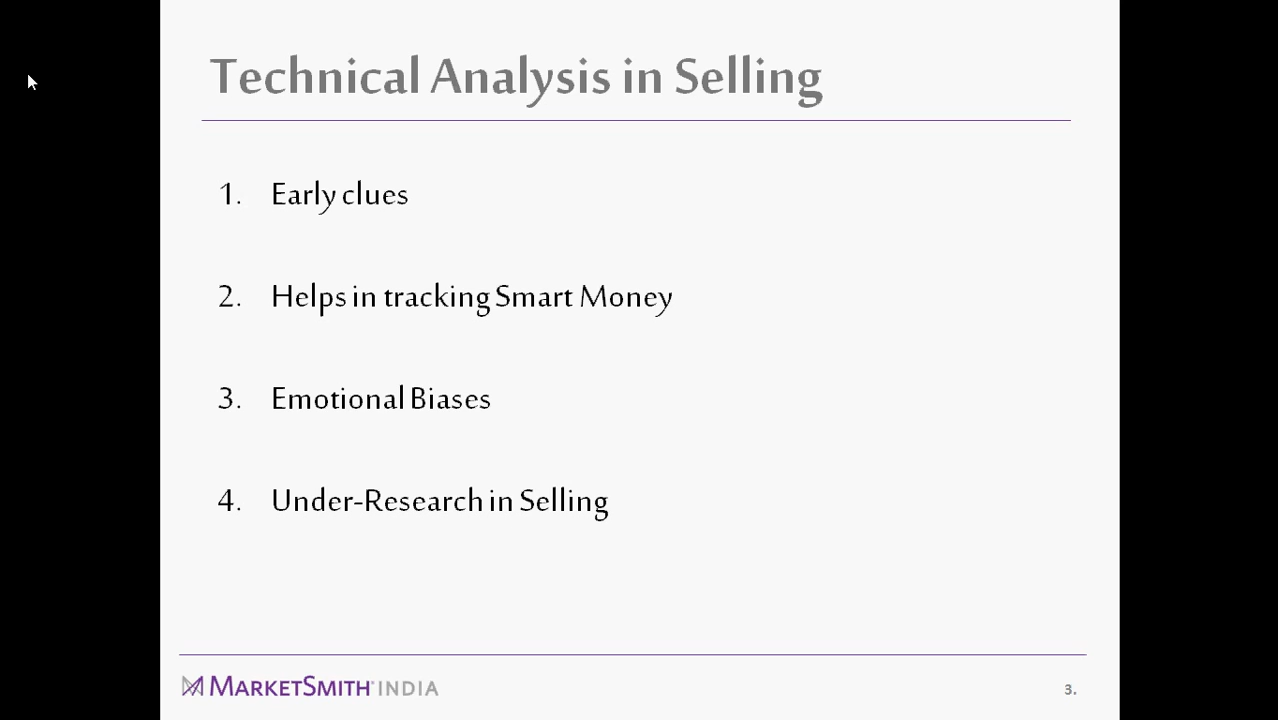 Technical Analysis in Selling
1. Early clues
2. Helps in tracking Smart Money
3. Emotional Biases
4. Under-Research in Selling
MARKETSMITH INDIA
3.